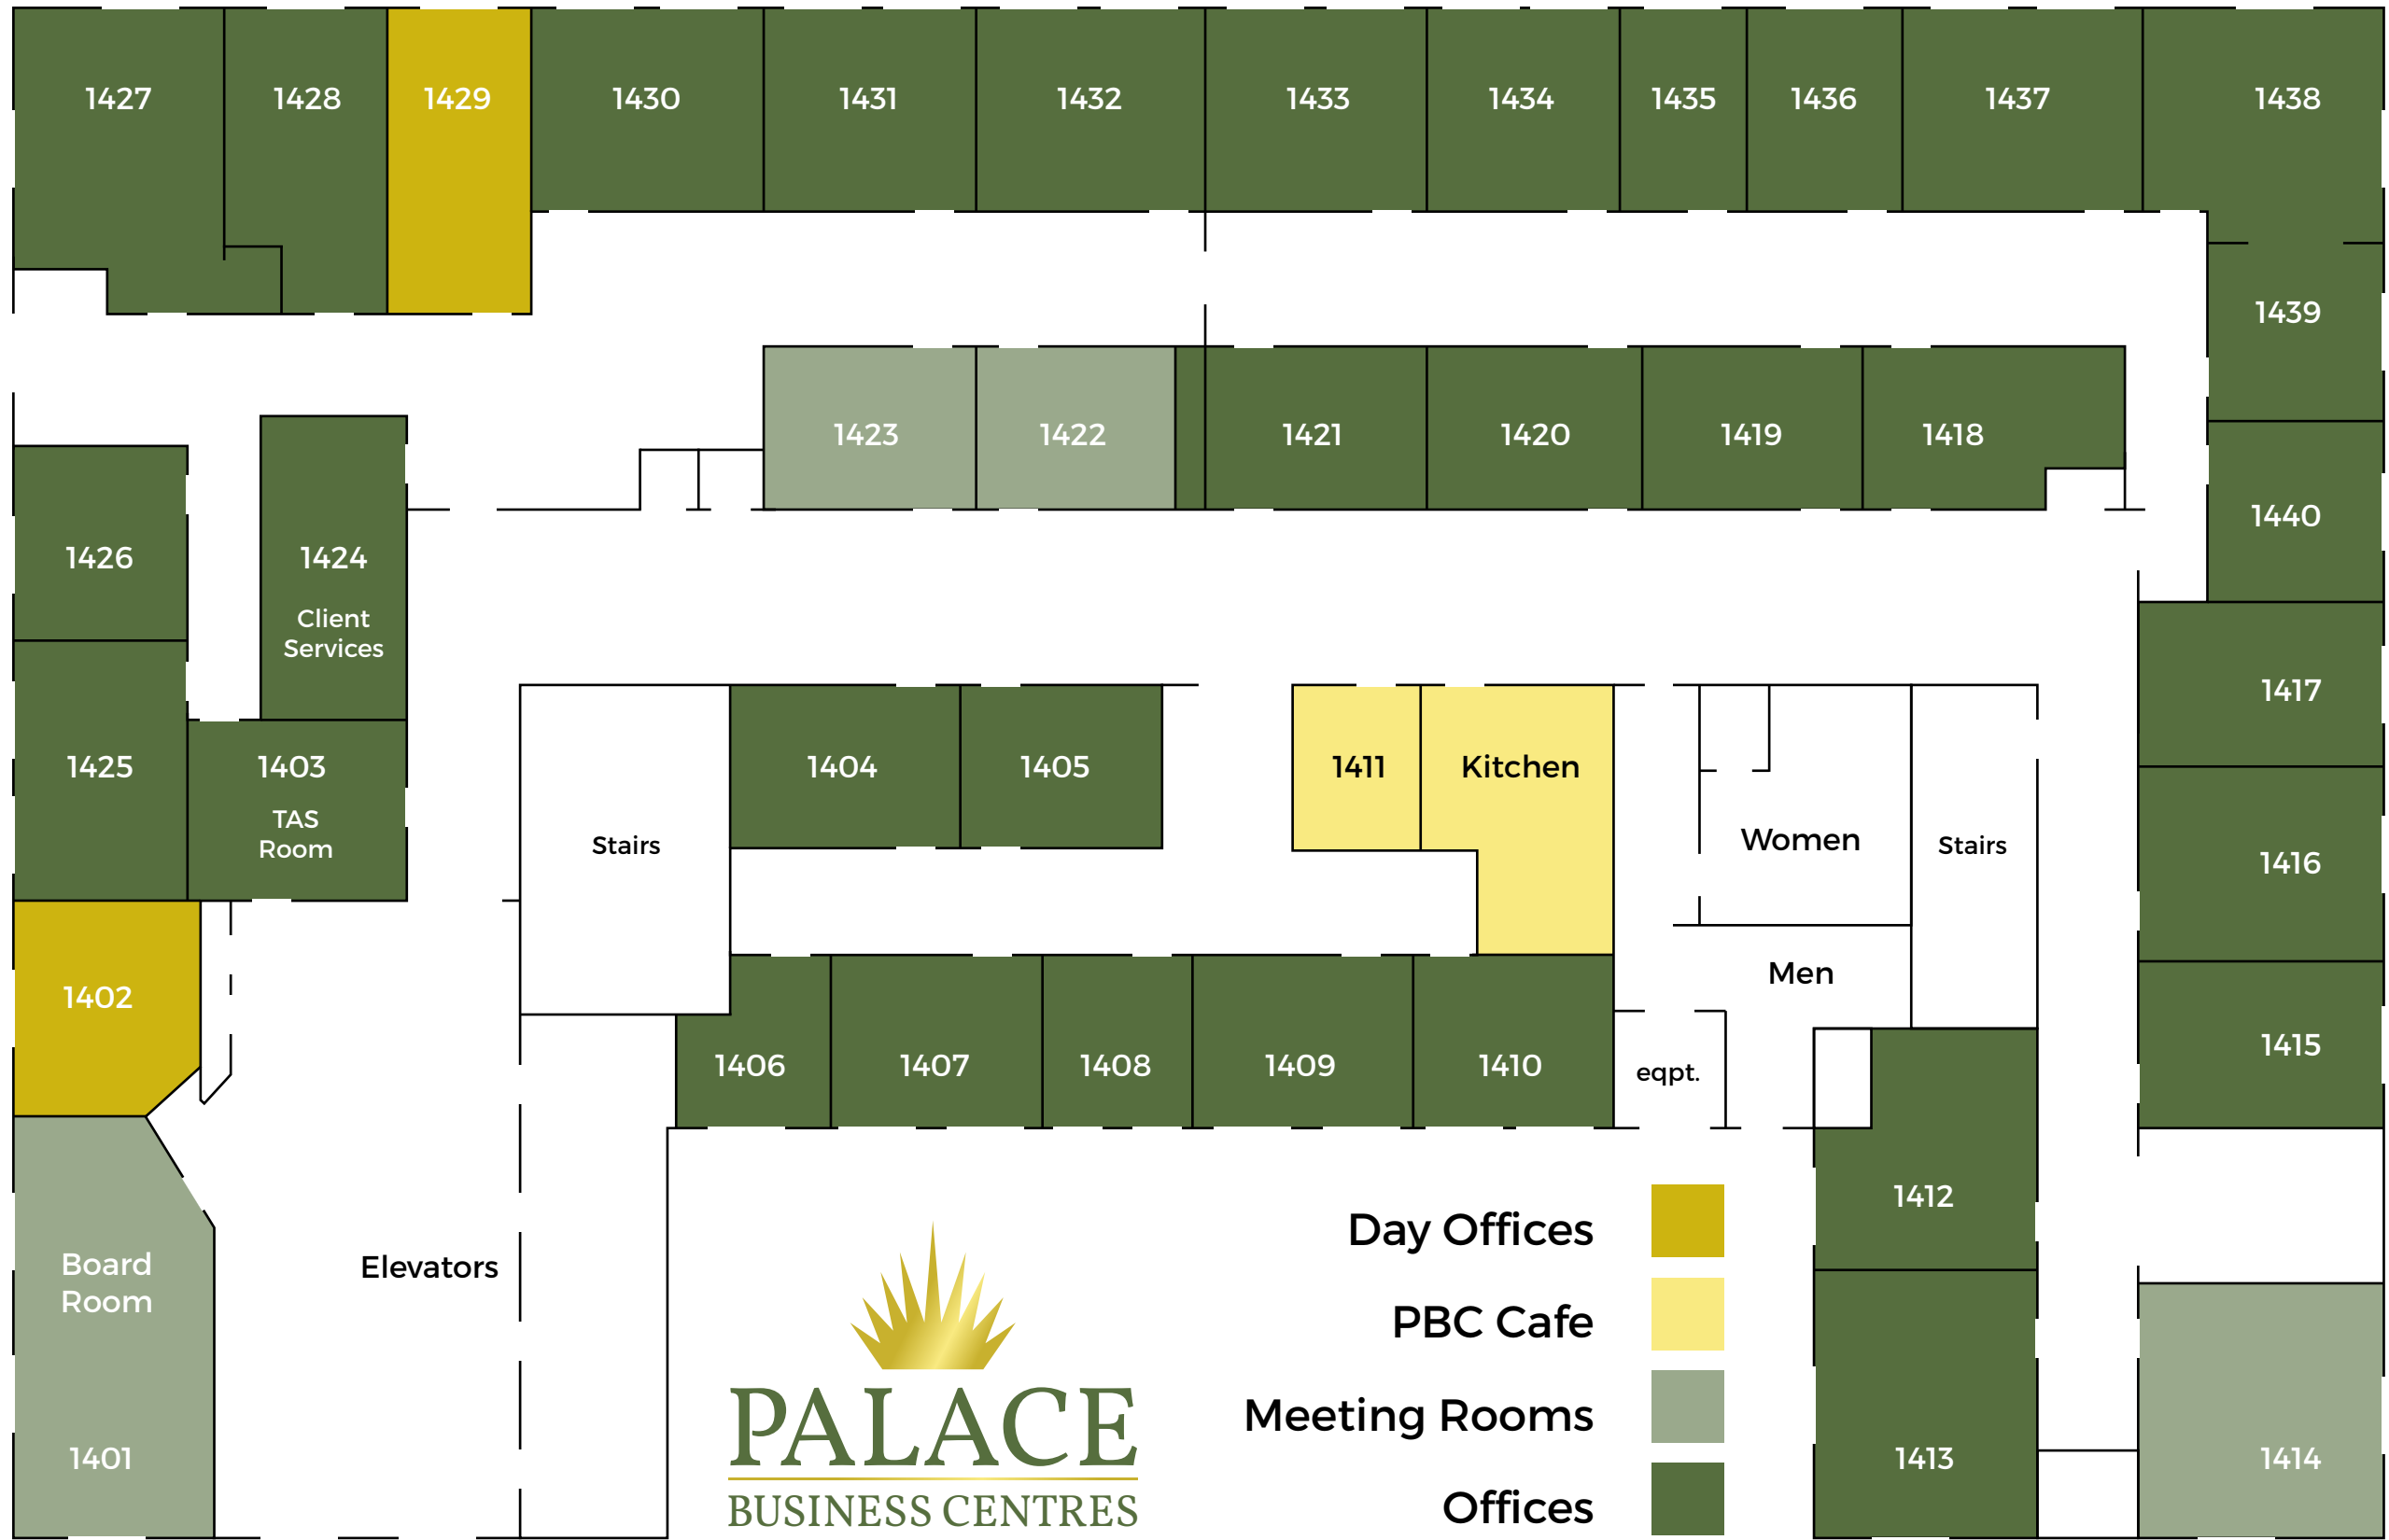 1427 1428 1429 1430 1431 1432 1433 1434 1435 1436 1437 1438
1439
1423 1422 1421 1420 1419 1418
1440
1426 1424
Client
Services
1417
1425 1403 1404 1405 1411 Kitchen
TAS
Room
Stairs
Women
Stairs
1416
1402
Men
1406 1407 1408 1409 1410
eqpt.
1415
1412
Board
Room
Elevators
1401
1413
1414
PALACE
BUSINESS CENTRES
Day Offices
PBC Cafe
Meeting Rooms
Offices